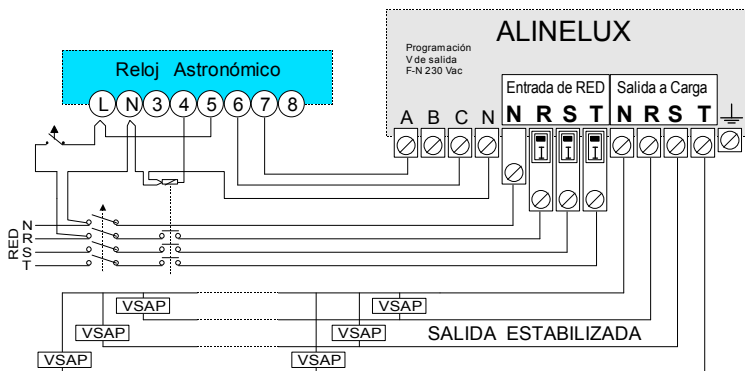 ALINELUX
Programación
V de salida
F-N 230 Vac
Reloj Astronómico
L N 3 4 5 6 7 8
Entrada de RED
Salida a Carga
N R S T
N R S T
A B C N
RED
N
R
S
T
VSAP
VSAP
VSAP
VSAP
VSAP
VSAP
SALIDA ESTABILIZADA